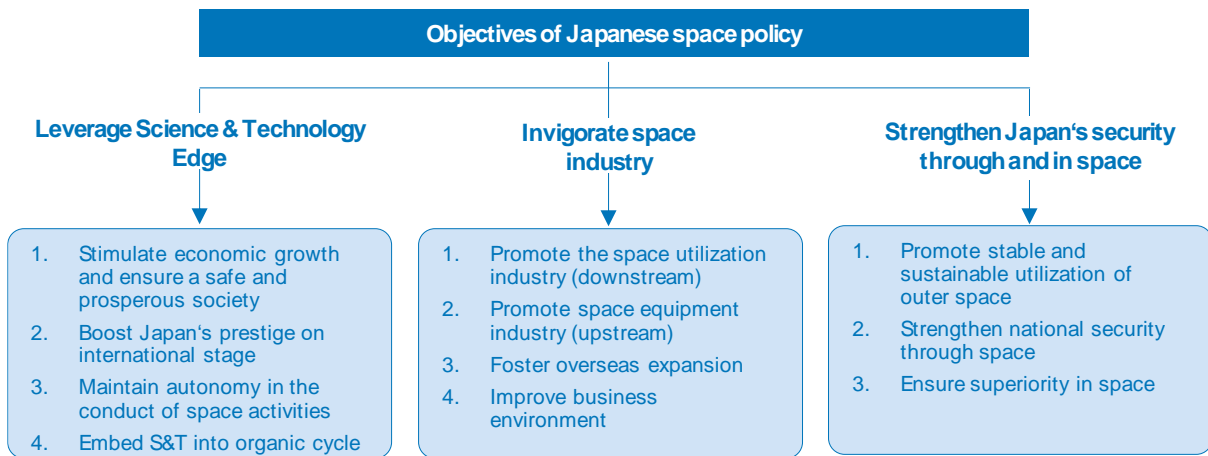 Objectives of Japanese space policy
Leverage Science & Technology
Edge
1. Stimulate economic growth
and ensure a safe and
prosperous society
2. Boost Japan‘s prestige on
international stage
3. Maintain autonomy in the
conduct of space activities
4. Embed S&T into organic cycle
Invigorate space
industry
1. Promote the space utilization
industry (downstream)
2. Promote space equipment
industry (upstream)
3. Foster overseas expansion
4. Improve business
environment
Strengthen Japan‘s security
through and in space
1. Promote stable and
sustainable utilization of
outer space
2. Strengthen national security
through space
3. Ensure superiority in space